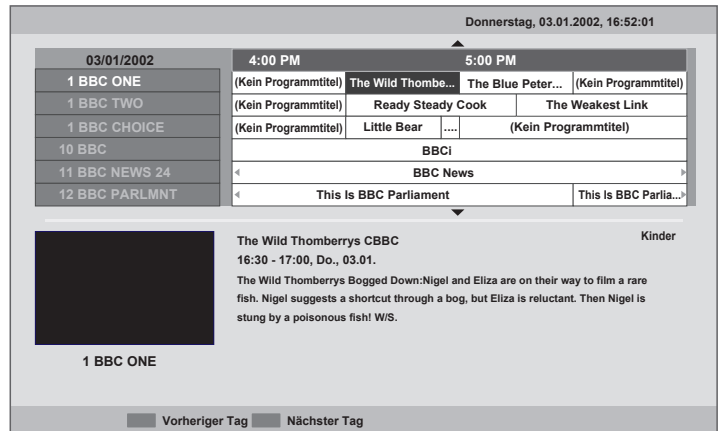 Donnerstag, 03.01.2002, 16:52:01
03/01/2002 4:00 PM 5:00 PM
1 BBC ONE (Kein Programmtitel) The Wild Thombe... The Blue Peter... (Kein Programmtitel)
1 BBC TWO (Kein Programmtitel) Ready Steady Cook The Weakest Link
1 BBC CHOICE (Kein Programmtitel) Little Bear .... (Kein Programmtitel)
10 BBC BBCi
11 BBC NEWS 24 BBC News
12 BBC PARLMNT This Is BBC Parliament This Is BBC Parlia...
The Wild Thomberrys CBBC Kinder
16:30 - 17:00, Do., 03.01.
The Wild Thomberrys Bogged Down:Nigel and Eliza are on their way to film a rare
fish. Nigel suggests a shortcut through a bog, but Eliza is reluctant. Then Nigel is
stung by a poisonous fish! W/S.
1 BBC ONE
Vorheriger Tag Nächster Tag